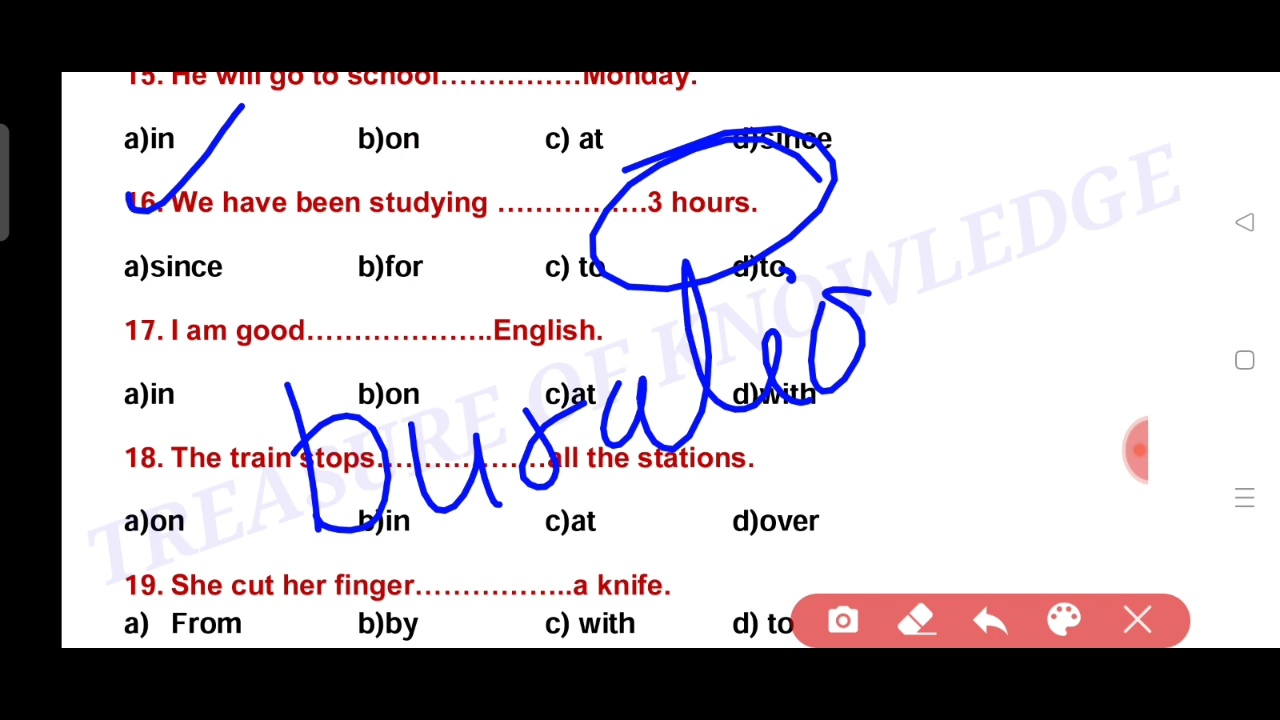 15. He will go to school……………Monday.
a)in b)on c) at d)since
16. We have been studying …………….3 hours.
a)since b)for c) to d)to
17. I am good………………..English.
a)in b)on c)at d)with
18. The train stops………………all the stations.
a)on b)in c)at d)over
19. She cut her finger……………...a knife.
a) From b)by c) with d) to
TREASURE OF KNOWLEDGE